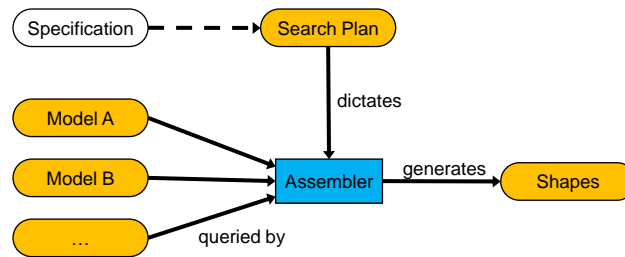 Specification
Search Plan
dictates
Model A
Model B
Assembler
generates
Shapes
…
queried by